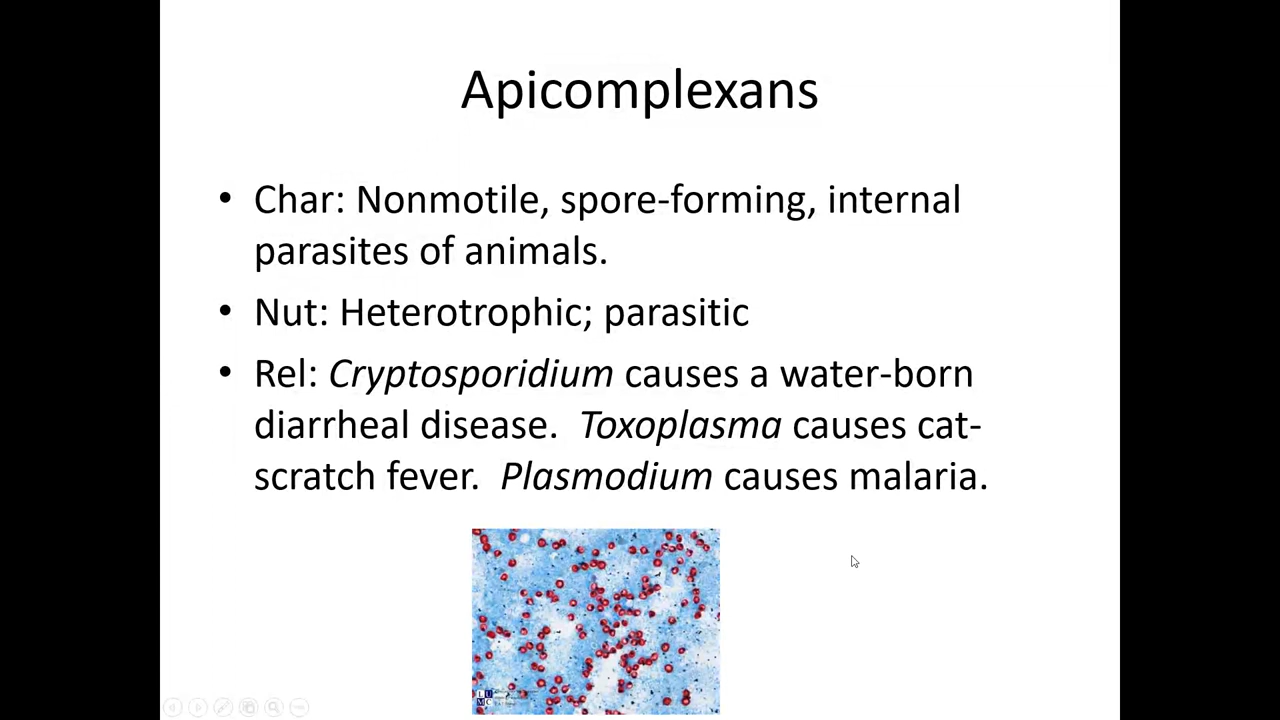 Apicomplexans
• Char: Nonmotile, spore-forming, internal
parasites of animals.
• Nut: Heterotrophic; parasitic
• Rel: Cryptosporidium causes a water-born
diarrheal disease.  Toxoplasma causes cat-
scratch fever.  Plasmodium causes malaria.
L U
M C